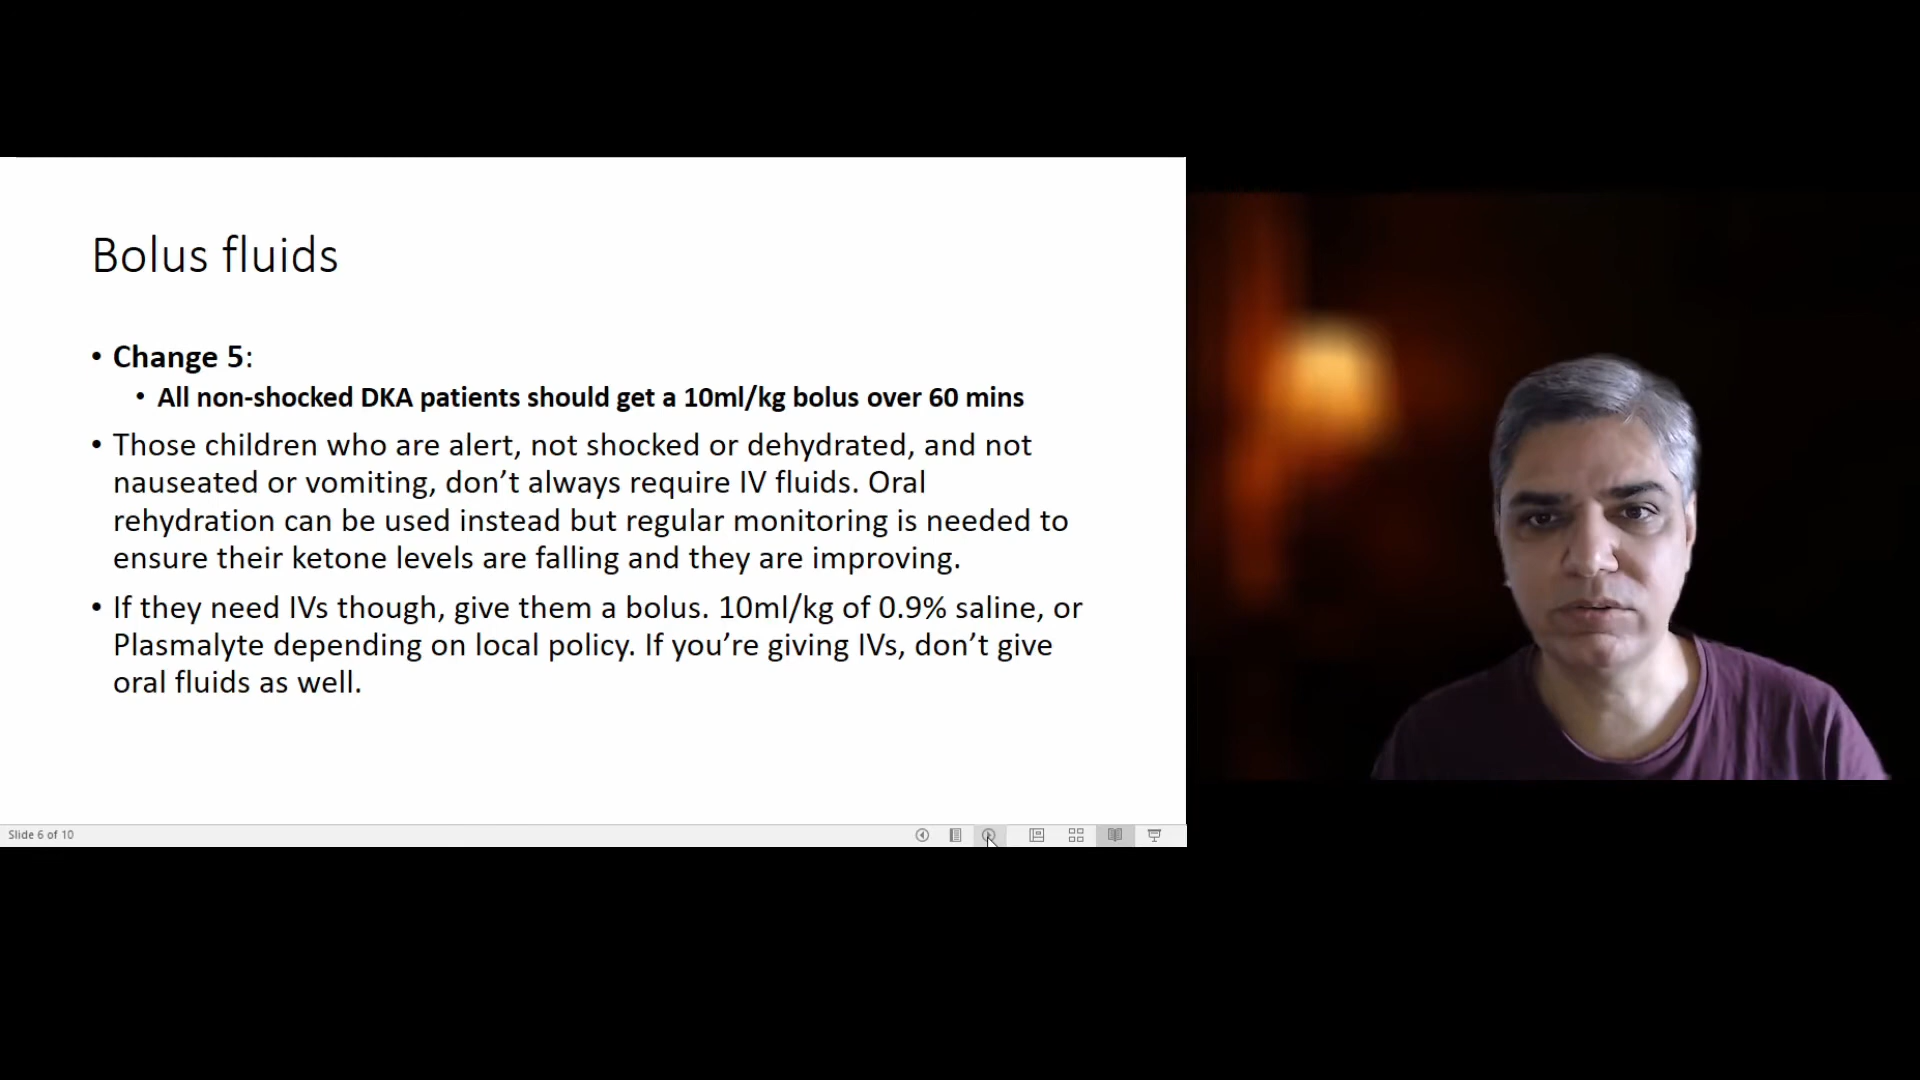 Bolus fluids
• Change 5:
• All non-shocked DKA patients should get a 10ml/kg bolus over 60 mins
• Those children who are alert, not shocked or dehydrated, and not
nauseated or vomiting, don’t always require IV fluids. Oral
rehydration can be used instead but regular monitoring is needed to
ensure their ketone levels are falling and they are improving.
• If they need IVs though, give them a bolus. 10ml/kg of 0.9% saline, or
Plasmalyte depending on local policy. If you’re giving IVs, don’t give
oral fluids as well.
Slide 6 of 10